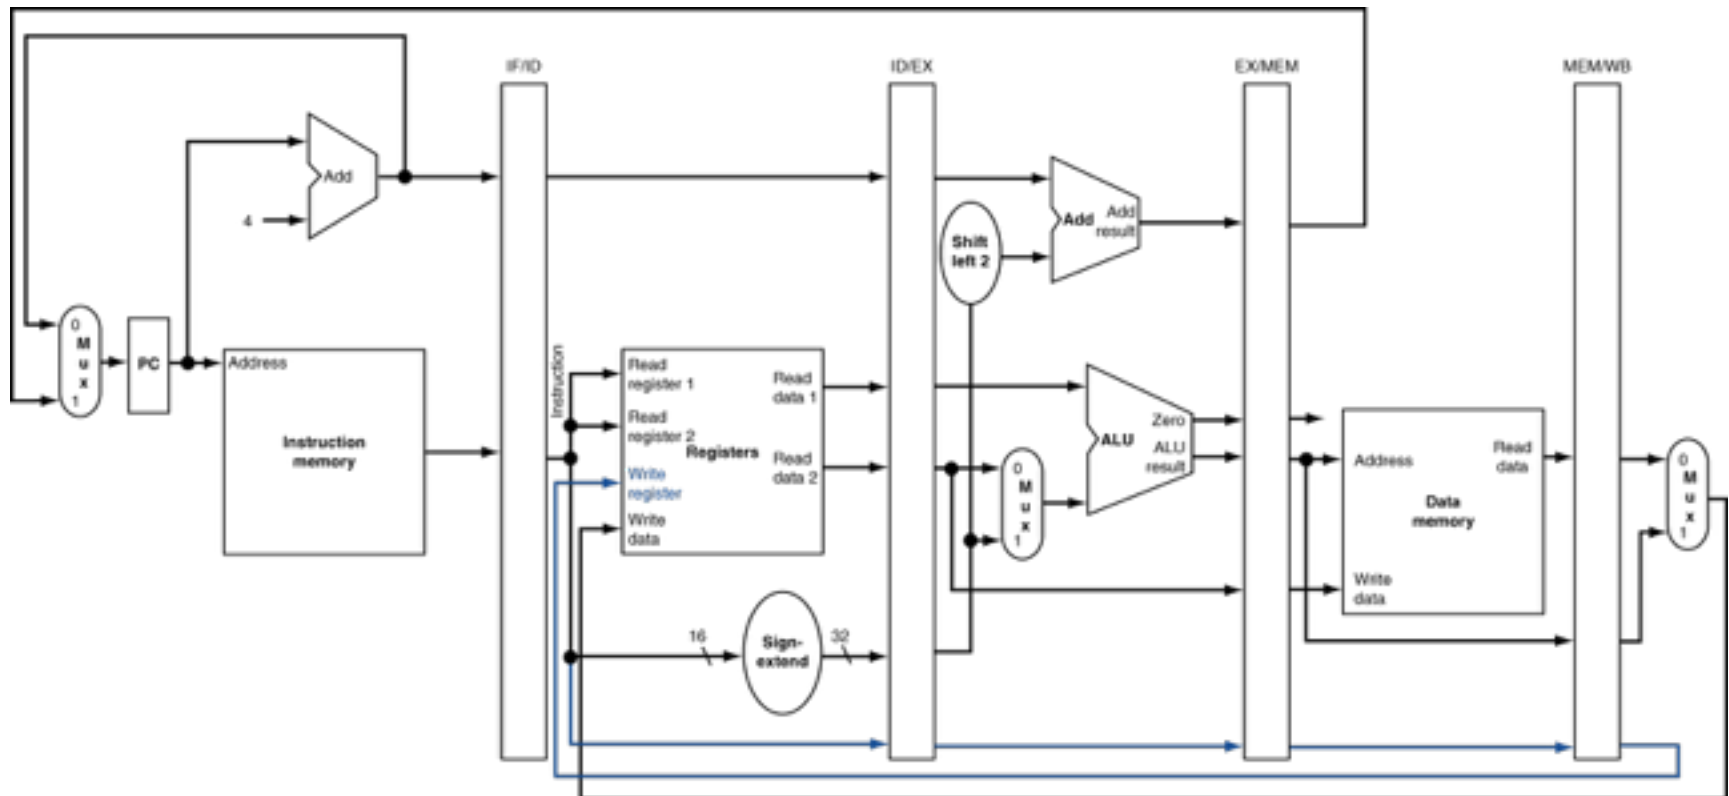 IF/ID
ID/EX
EX/MEM
MEM/WB
Add
4
Add
Add
result
Shift
left 2
0
M
u
x
1
PC
Address
Instruction
memory
Instruction
Read
register 1
Read
register 2
Registers
Write
register
Write
data
Read
data 1
Read
data 2
16
Sign-
extend
32
0
M
u
x
1
ALU
Zero
ALU
result
Address
Read
data
Data
memory
Write
data
0
M
u
x
1